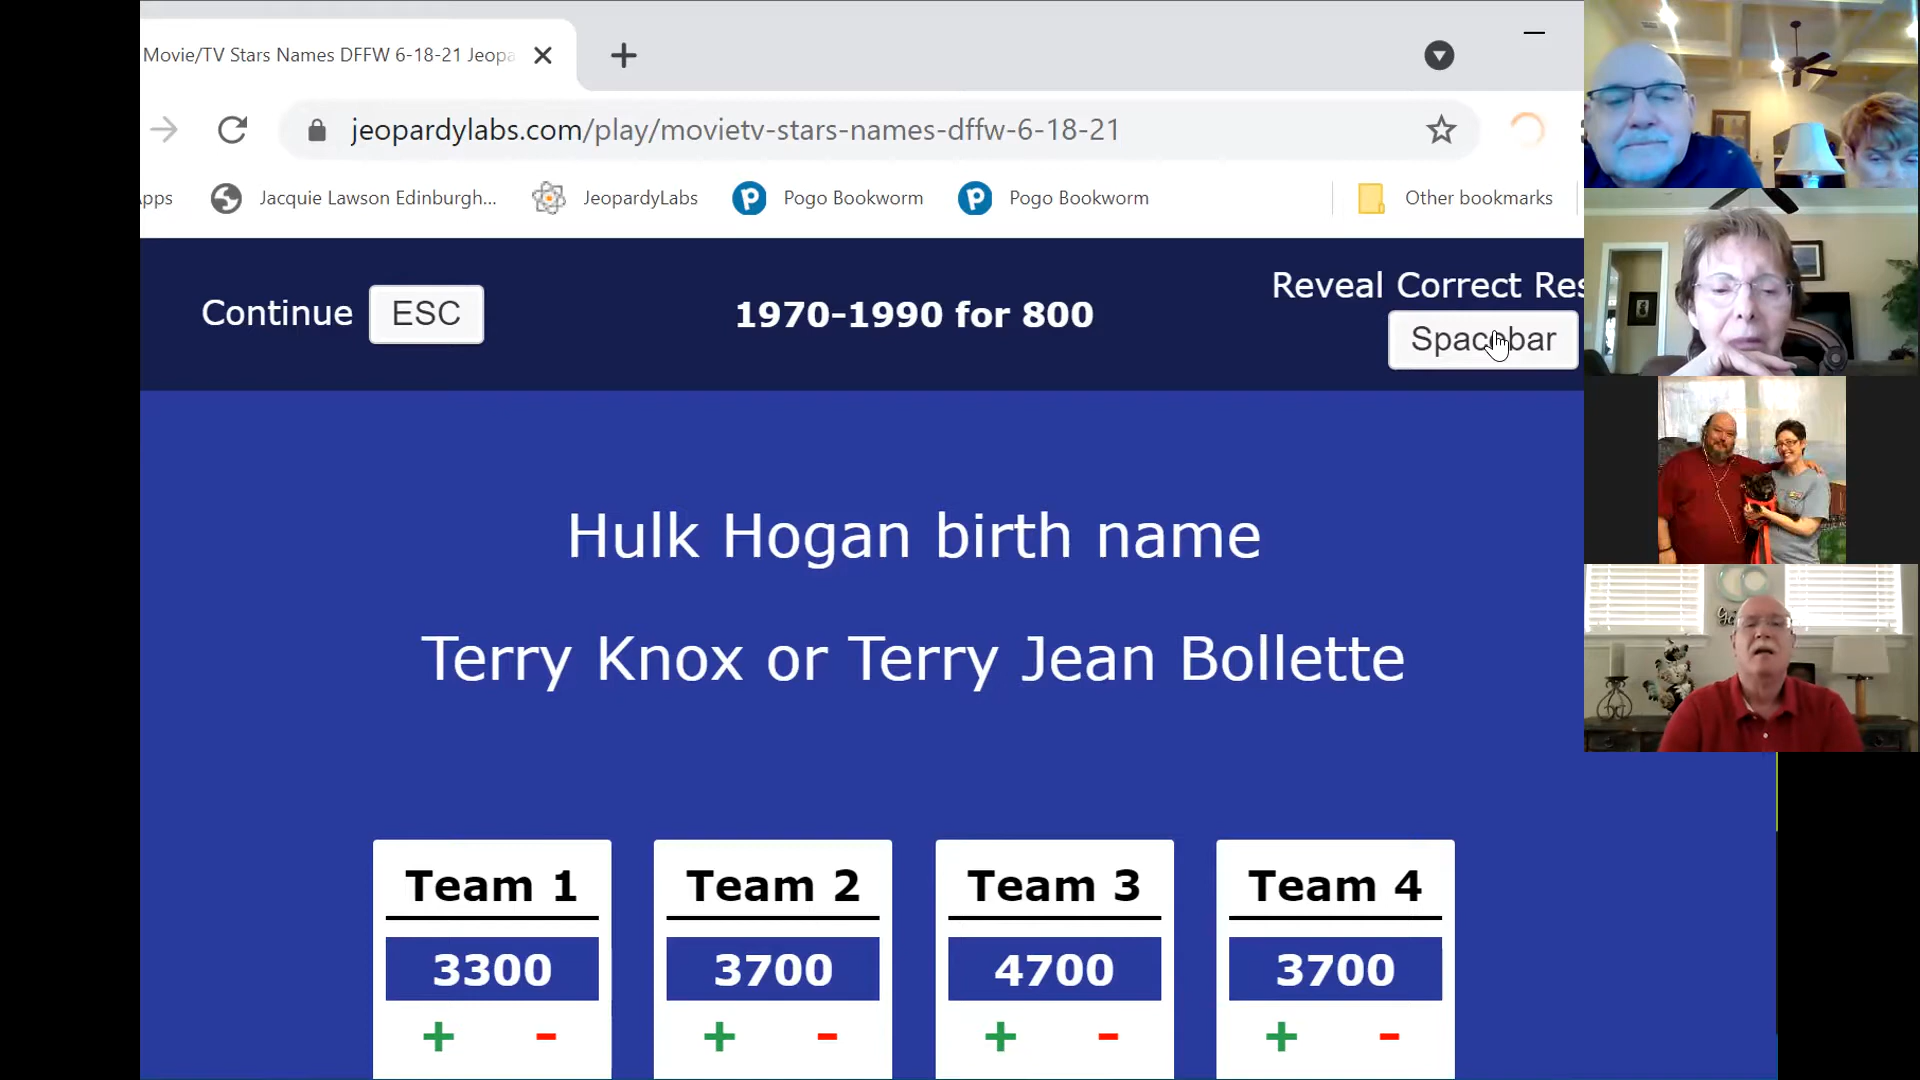 Movie/TV Stars Names DFFW 6-18-21 Jeopa
jeopardylabs.com/play/movietv-stars-names-dffw-6-18-21
pps
Jacquie Lawson Edinburgh...
JeopardyLabs
Pogo Bookworm
Pogo Bookworm
Other bookmarks
Continue ESC
1970-1990 for 800
Reveal Correct Res
Spacebar
Hulk Hogan birth name
Terry Knox or Terry Jean Bollette
Team 1 Team 2 Team 3 Team 4
3300 3700 4700 3700
+ - + - + - + -